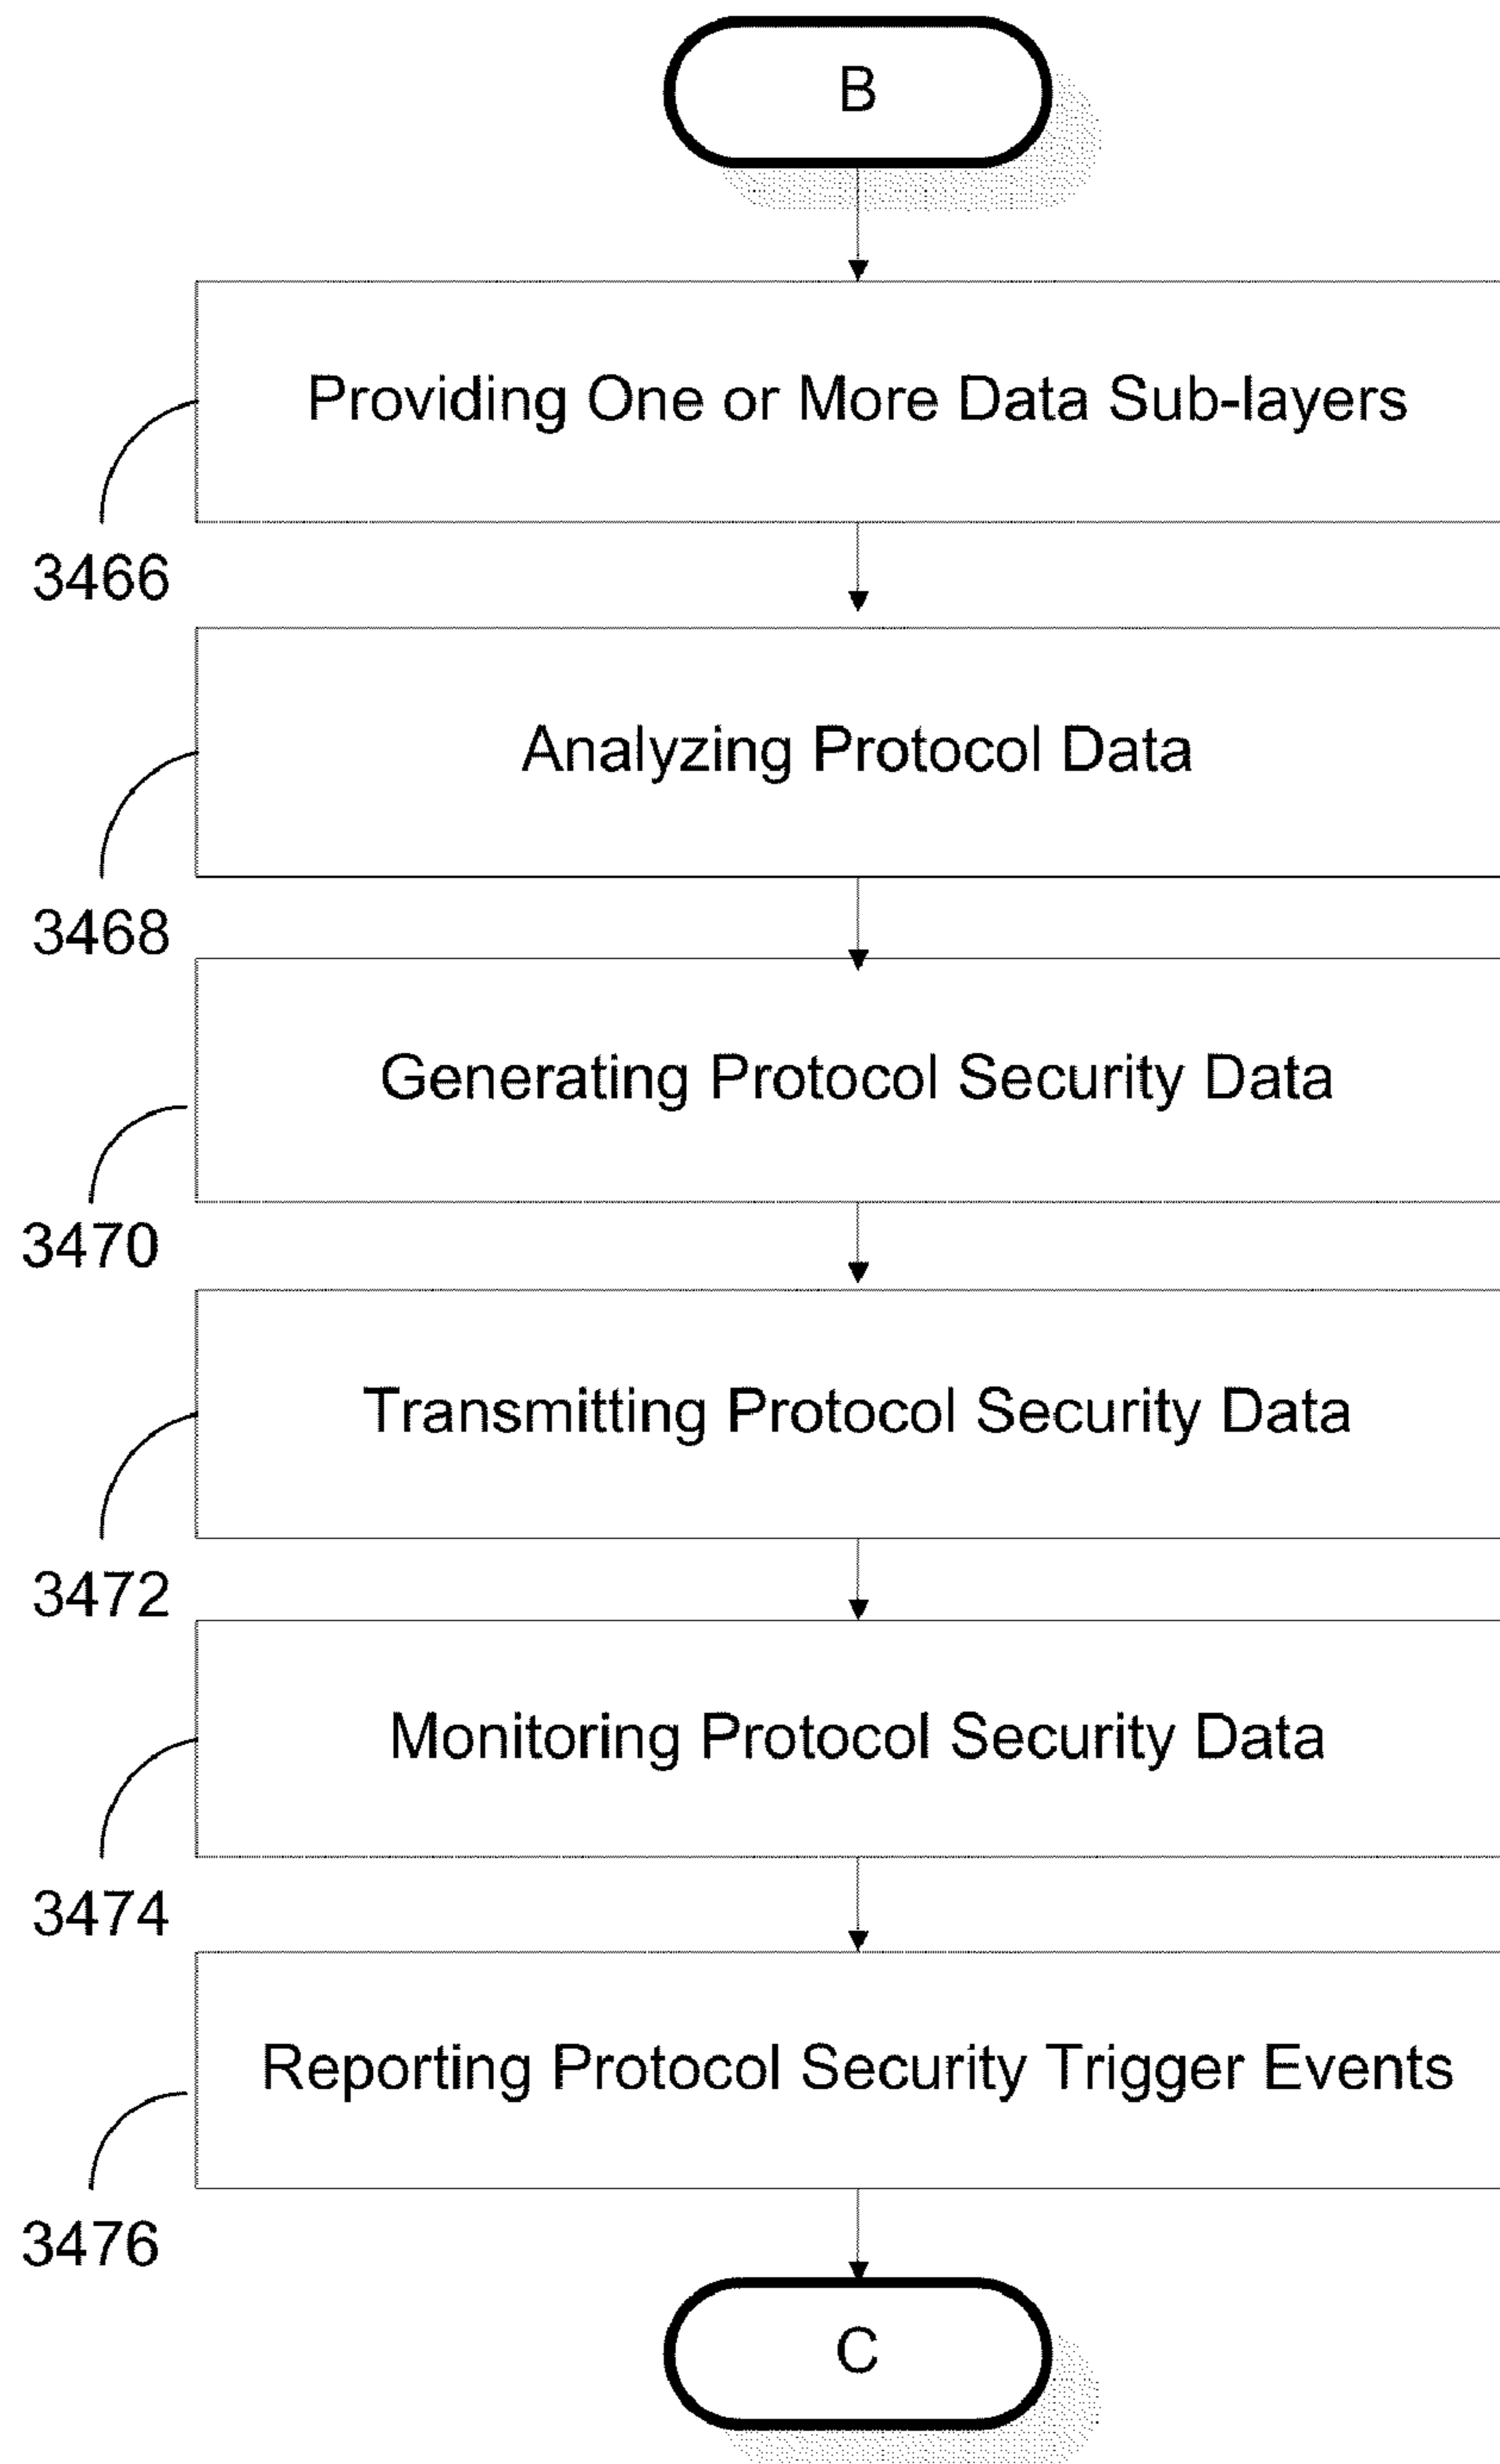 B
Providing One or More Data Sub-layers
3466
Analyzing Protocol Data
3468
Generating Protocol Security Data
3470
Transmitting Protocol Security Data
3472
Monitoring Protocol Security Data
3474
Reporting Protocol Security Trigger Events
3476
C